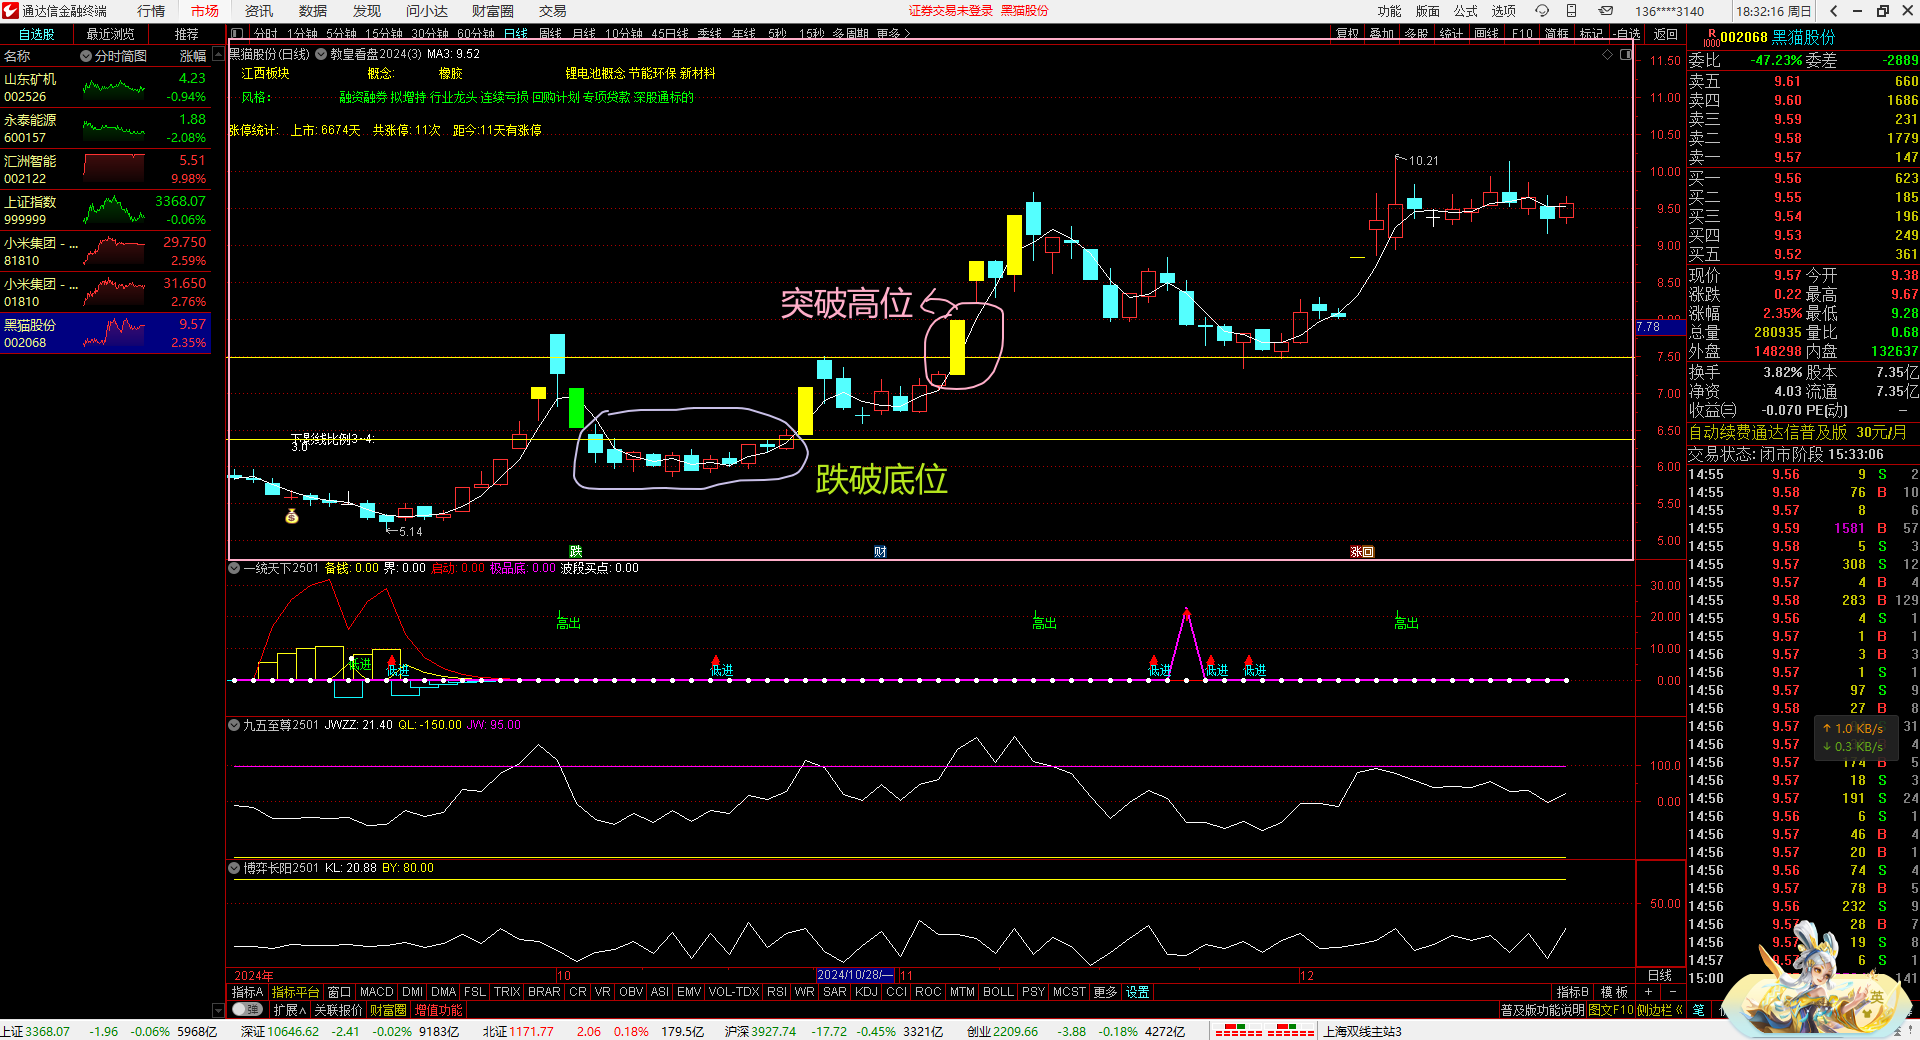 通达信金融终端 行情 市场 资讯 数据 发现 问小达 财富圈 交易 证券交易未登录 黑猫股份 功能 版面 公式 选项 136****3140 18:32:16 周日
自选股 最近浏览 推荐 分时 1分钟 5分钟 15分钟 30分钟 60分钟 日线 周线 月线 10分钟 45日线 季线 年线 5秒 15秒 多周期 更多> 复权 叠加 多股 统计 画线 F10 简框 标记 -自选 返回
名称 分时简图 涨幅
山东矿机 4.23
002526 -0.94%
永泰能源 1.88
600157 -2.08%
汇洲智能 5.51
002122 9.98%
上证指数 3368.07
999999 -0.06%
小米集团 - ... 29.750
81810 2.59%
小米集团 - ... 31.650
01810 2.76%
黑猫股份 9.57
002068 2.35%
黑猫股份(日线) 教皇看盘2024(3) MA3: 9.52
江西板块 概念: 橡胶 锂电池概念 节能环保 新材料
风格: 融资融券 拟增持 行业龙头 连续亏损 回购计划 专项贷款 深股通标的
涨停统计: 上市: 6674天 共涨停: 11次 距今:11天有涨停
10.21
突破高位
下影线比例3-4:
3.0
跌破底位
5.14
跌 财 涨 回
11.50
11.00
10.50
10.00
9.50
9.00
8.50
8.00
7.78
7.50
7.00
6.50
6.00
5.50
5.00
一统天下2501 备钱: 0.00 界: 0.00 启动: 0.00 极品底: 0.00 波段买点: 0.00
高出 高出 高出
低进 低进 低进 低进 低进 低进
30.00
20.00
10.00
0.00
九五至尊2501 JWZZ: 21.40 QL: -150.00 JW: 95.00
100.0
0.00
博弈长阳2501 KL: 20.88 BY: 80.00
50.00
2024年 10 2024/10/28/一 11 12 日线
指标A 指标平台 窗口 MACD DMI DMA FSL TRIX BRAR CR VR OBV ASI EMV VOL-TDX RSI WR SAR KDJ CCI ROC MTM BOLL PSY MCST 更多 设置 指标B 模板 + -
弹 扩展∧ 关联报价 财富圈 增值功能 普及版功能说明 图文F10 侧边栏 《 笔
R
1000
002068 黑猫股份
委比 -47.23% 委差 -2889
卖五 9.61 660
卖四 9.60 1686
卖三 9.59 231
卖二 9.58 1779
卖一 9.57 147
买一 9.56 623
买二 9.55 185
买三 9.54 196
买四 9.53 249
买五 9.52 361
现价 9.57 今开 9.38
涨跌 0.22 最高 9.67
涨幅 2.35% 最低 9.28
总量 280935 量比 0.68
外盘 148298 内盘 132637
换手 3.82% 股本 7.35亿
净资 4.03 流通 7.35亿
收益㈢ -0.070 PE(动) –
自动续费通达信普及版 30元/月
交易状态: 闭市阶段 15:33:06
14:55 9.56 9 S 2
14:55 9.58 76 B 10
14:55 9.57 8 6
14:55 9.59 1581 B 57
14:55 9.58 5 S 3
14:55 9.57 308 S 12
14:55 9.57 4 B 4
14:55 9.58 283 B 129
14:55 9.56 4 S 1
14:56 9.57 1 B 1
14:56 9.57 3 B 3
14:56 9.57 1 S 1
14:56 9.57 97 S 9
14:56 9.58 27 B 8
14:56 9.57 31
↑ 1.0 KB/s
14:56 9.57 4
↓ 0.3 KB/s
14:56 9.57 174 B 5
14:56 9.57 18 S 3
14:56 9.57 191 S 24
14:56 9.56 6 S 1
14:56 9.57 46 B 4
14:56 9.57 20 B 1
14:56 9.56 74 S 4
14:56 9.57 78 B 5
14:56 9.56 232 S 9
14:56 9.57 28 B 7
14:56 9.57 19 S 8
14:57 9.57 6 S 1
15:00 141
英
上证3368.07 -1.96 -0.06% 5968亿 深证10646.62 -2.41 -0.02% 9183亿 北证1171.77 2.06 0.18% 179.5亿 沪深3927.74 -17.72 -0.45% 3321亿 创业2209.66 -3.88 -0.18% 4272亿 上海双线主站3